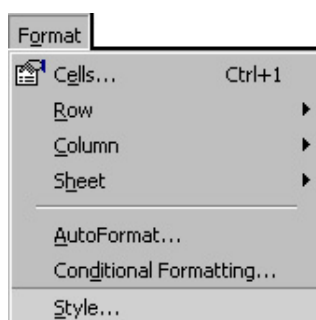 Format
Cells... Ctrl+1
Row
Column
Sheet
AutoFormat...
Conditional Formatting...
Style...